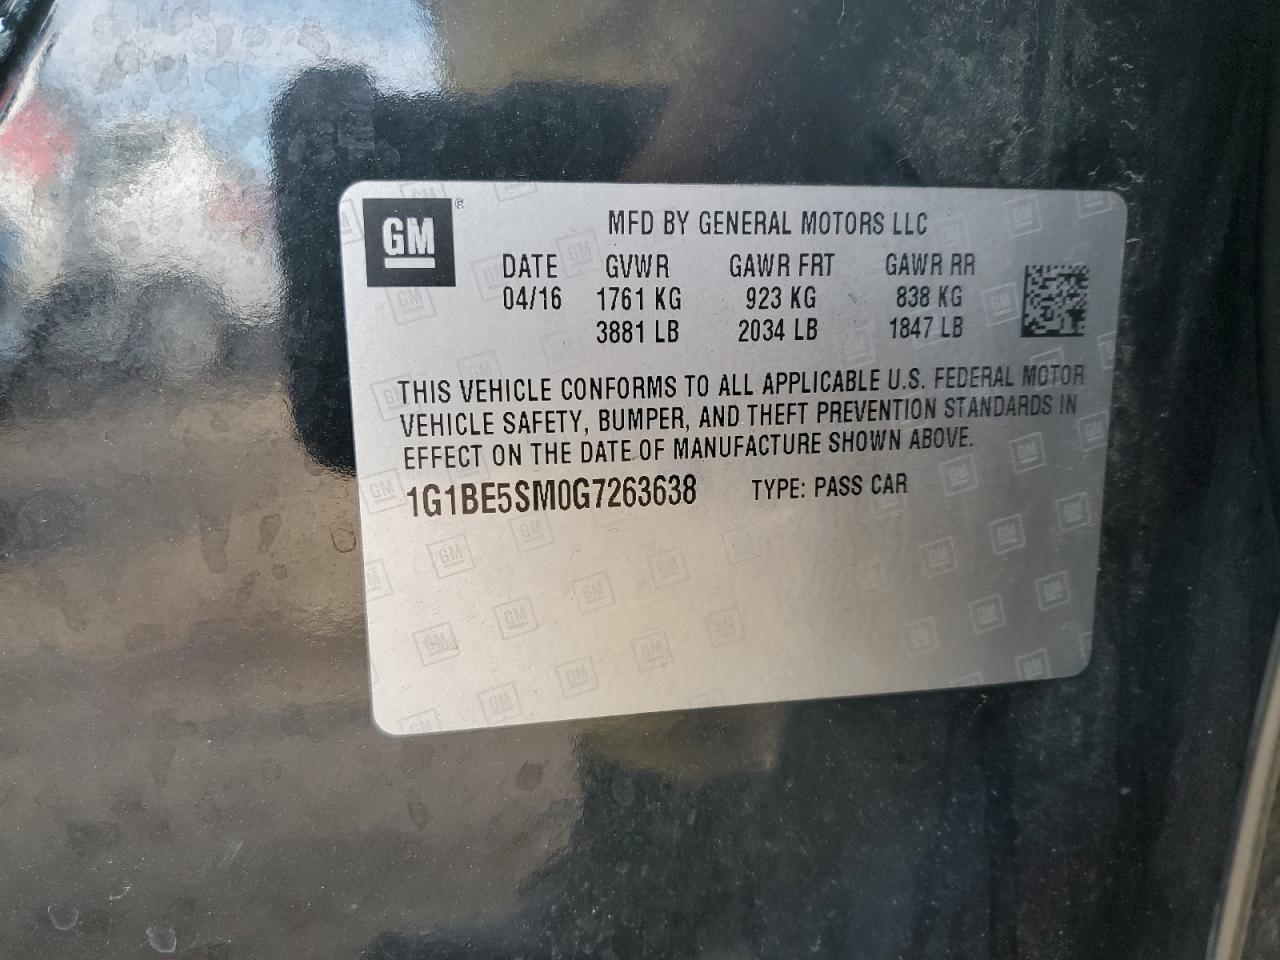 GM ®
MFD BY GENERAL MOTORS LLC
DATE GVWR GAWR FRT GAWR RR
04/16 1761 KG 923 KG 838 KG
3881 LB 2034 LB 1847 LB
THIS VEHICLE CONFORMS TO ALL APPLICABLE U.S. FEDERAL MOTOR
VEHICLE SAFETY, BUMPER, AND THEFT PREVENTION STANDARDS IN
EFFECT ON THE DATE OF MANUFACTURE SHOWN ABOVE.
1G1BE5SM0G7263638 TYPE: PASS CAR